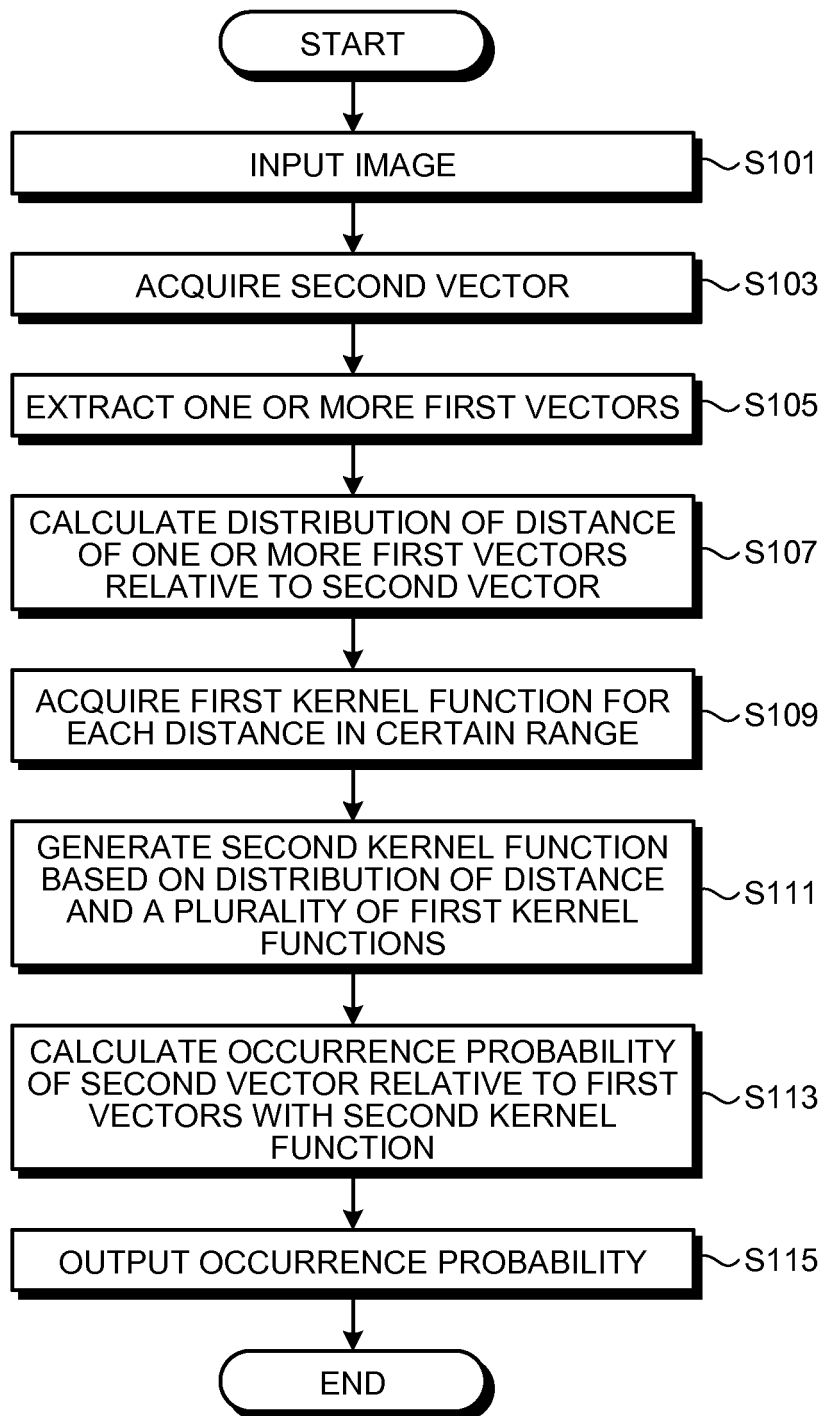 START
INPUT IMAGE
S101
ACQUIRE SECOND VECTOR
S103
EXTRACT ONE OR MORE FIRST VECTORS
S105
CALCULATE DISTRIBUTION OF DISTANCE
OF ONE OR MORE FIRST VECTORS
RELATIVE TO SECOND VECTOR
S107
ACQUIRE FIRST KERNEL FUNCTION FOR
EACH DISTANCE IN CERTAIN RANGE
S109
GENERATE SECOND KERNEL FUNCTION
BASED ON DISTRIBUTION OF DISTANCE
AND A PLURALITY OF FIRST KERNEL
FUNCTIONS
S111
CALCULATE OCCURRENCE PROBABILITY
OF SECOND VECTOR RELATIVE TO FIRST
VECTORS WITH SECOND KERNEL
FUNCTION
S113
OUTPUT OCCURRENCE PROBABILITY
S115
END